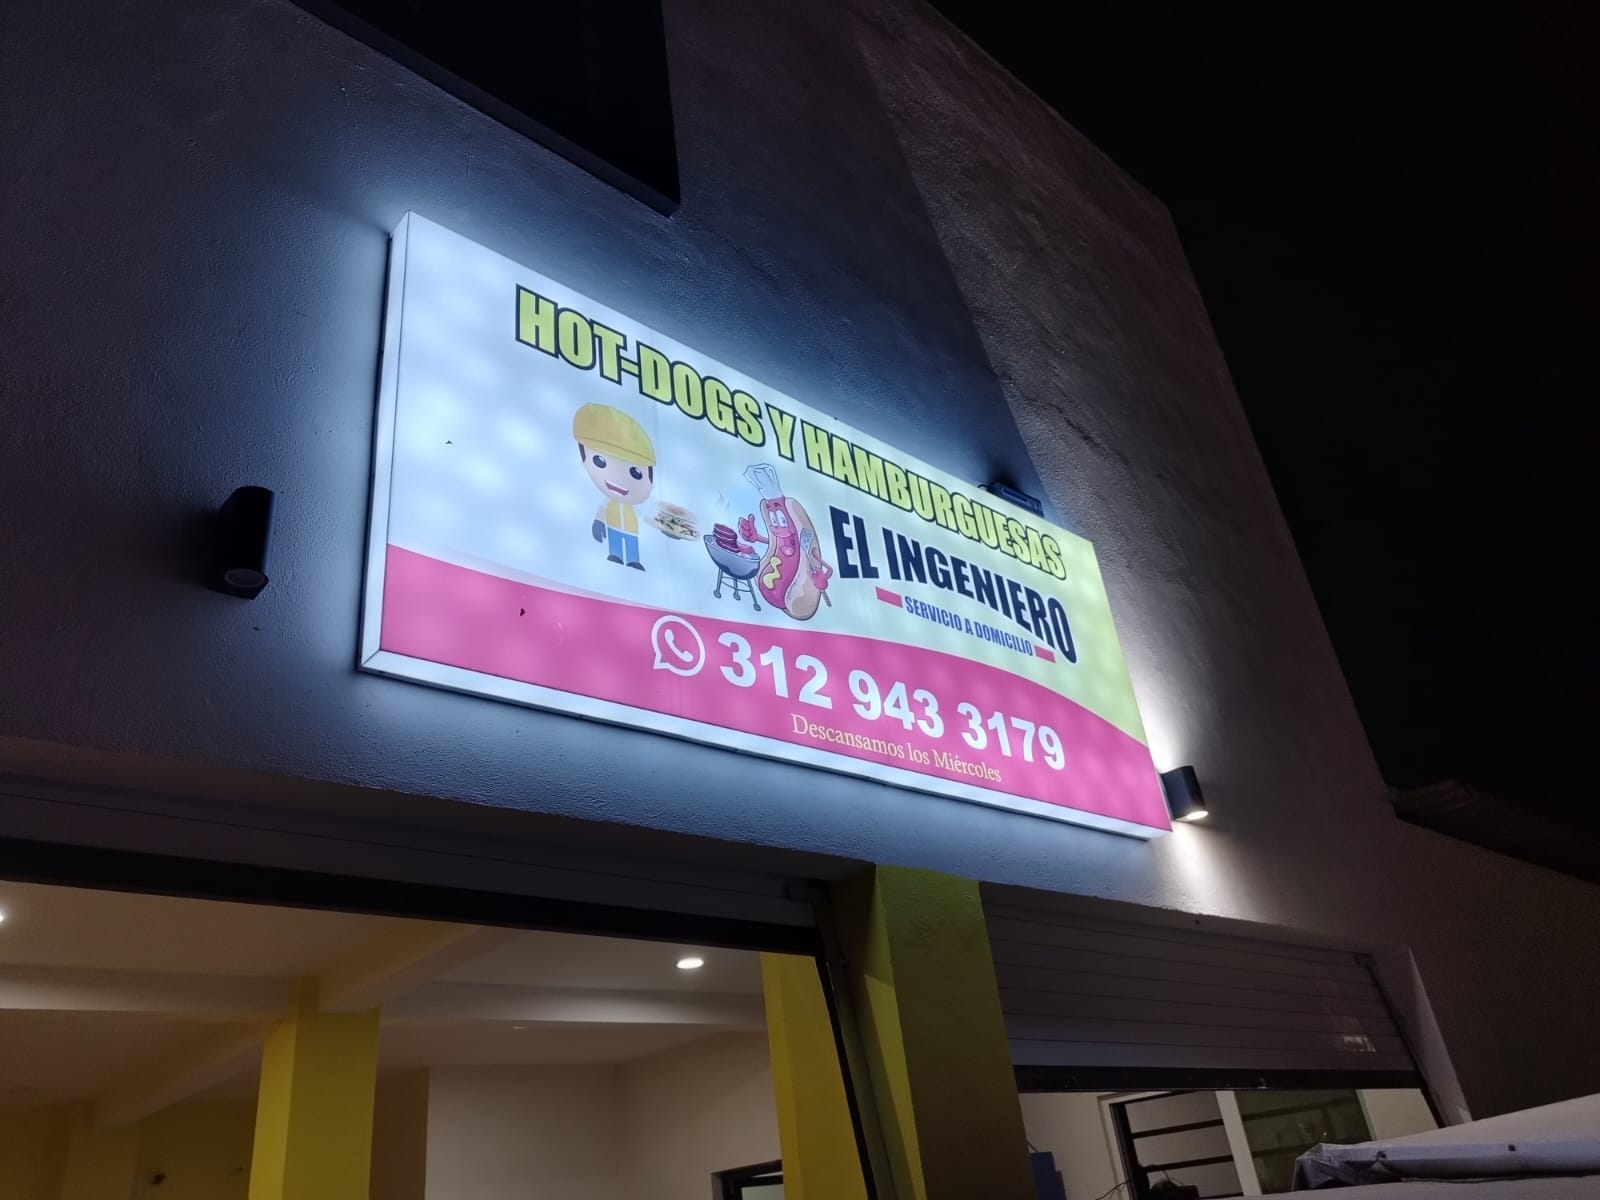 HOT-DOGS Y HAMBURGUESAS
EL INGENIERO
SERVICIO A DOMICILIO
312 943 3179
Descansamos los Miércoles